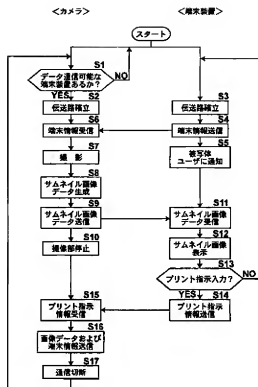 <カメラ>
<端末装置>
スタート
S1
データ通信可能な
端末装置あるか?
NO
YES
S2
伝送路確立
S3
伝送路確立
S6
端末情報受信
S4
端末情報送信
S7
撮 影
S5
被写体
ユーザに通知
S8
サムネイル画像
データ生成
S9
サムネイル画像
データ送信
S11
サムネイル画像
データ受信
S10
撮像部停止
S12
サムネイル画像
表示
S13
プリント指示入力?
NO
YES
S15
プリント指示
情報受信
S14
プリント指示
情報送信
S16
画像データおよび
端末情報送信
S17
通信切断